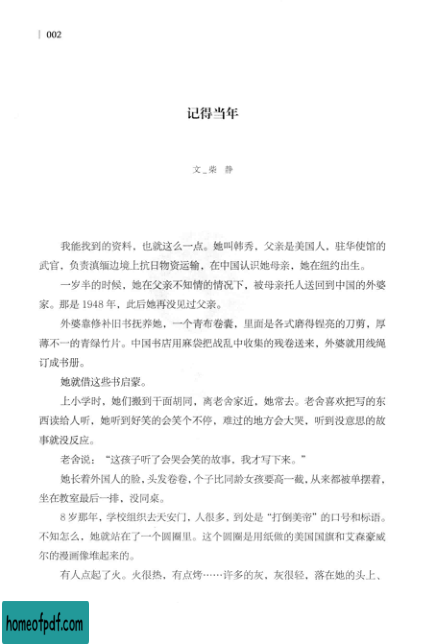 002
记得当年
文_柴 静
我能找到的资料，也就这么一点。她叫韩秀，父亲是美国人，驻华使馆的
武官，负责滇缅边境上抗日物资运输，在中国认识她母亲，她在纽约出生。
一岁半的时候，她在父亲不知情的情况下，被母亲托人送回到中国的外婆
家。那是 1948 年，此后她再没见过父亲。
外婆靠修补旧书抚养她，一个青布卷囊，里面是各式磨得锃亮的刀剪，厚
薄不一的青绿竹片。中国书店用麻袋把战乱中收集的残卷送来，外婆就用线绳
订成书册。
她就借这些书启蒙。
上小学时，她们搬到干面胡同，离老舍家近，她常去。老舍喜欢把写的东
西读给人听，她听到好笑的会笑个不停，难过的地方会大哭，听到没意思的故
事就没反应。
老舍说：“这孩子听了会哭会笑的故事，我才写下来。”
她长着外国人的脸，头发卷卷，个子比同龄女孩要高一截，从来都被单摆着，
坐在教室最后一排，没同桌。
8 岁那年，学校组织去天安门，人很多，到处是“打倒美帝”的口号和标语。
不知怎么，她就站在了一个圆圈里。这个圆圈是用纸做的美国国旗和艾森豪威
尔的漫画像堆起来的。
有人点起了火。火很热，有点烤……许多的灰，灰很轻，落在她的头上、
homeofpdf.com